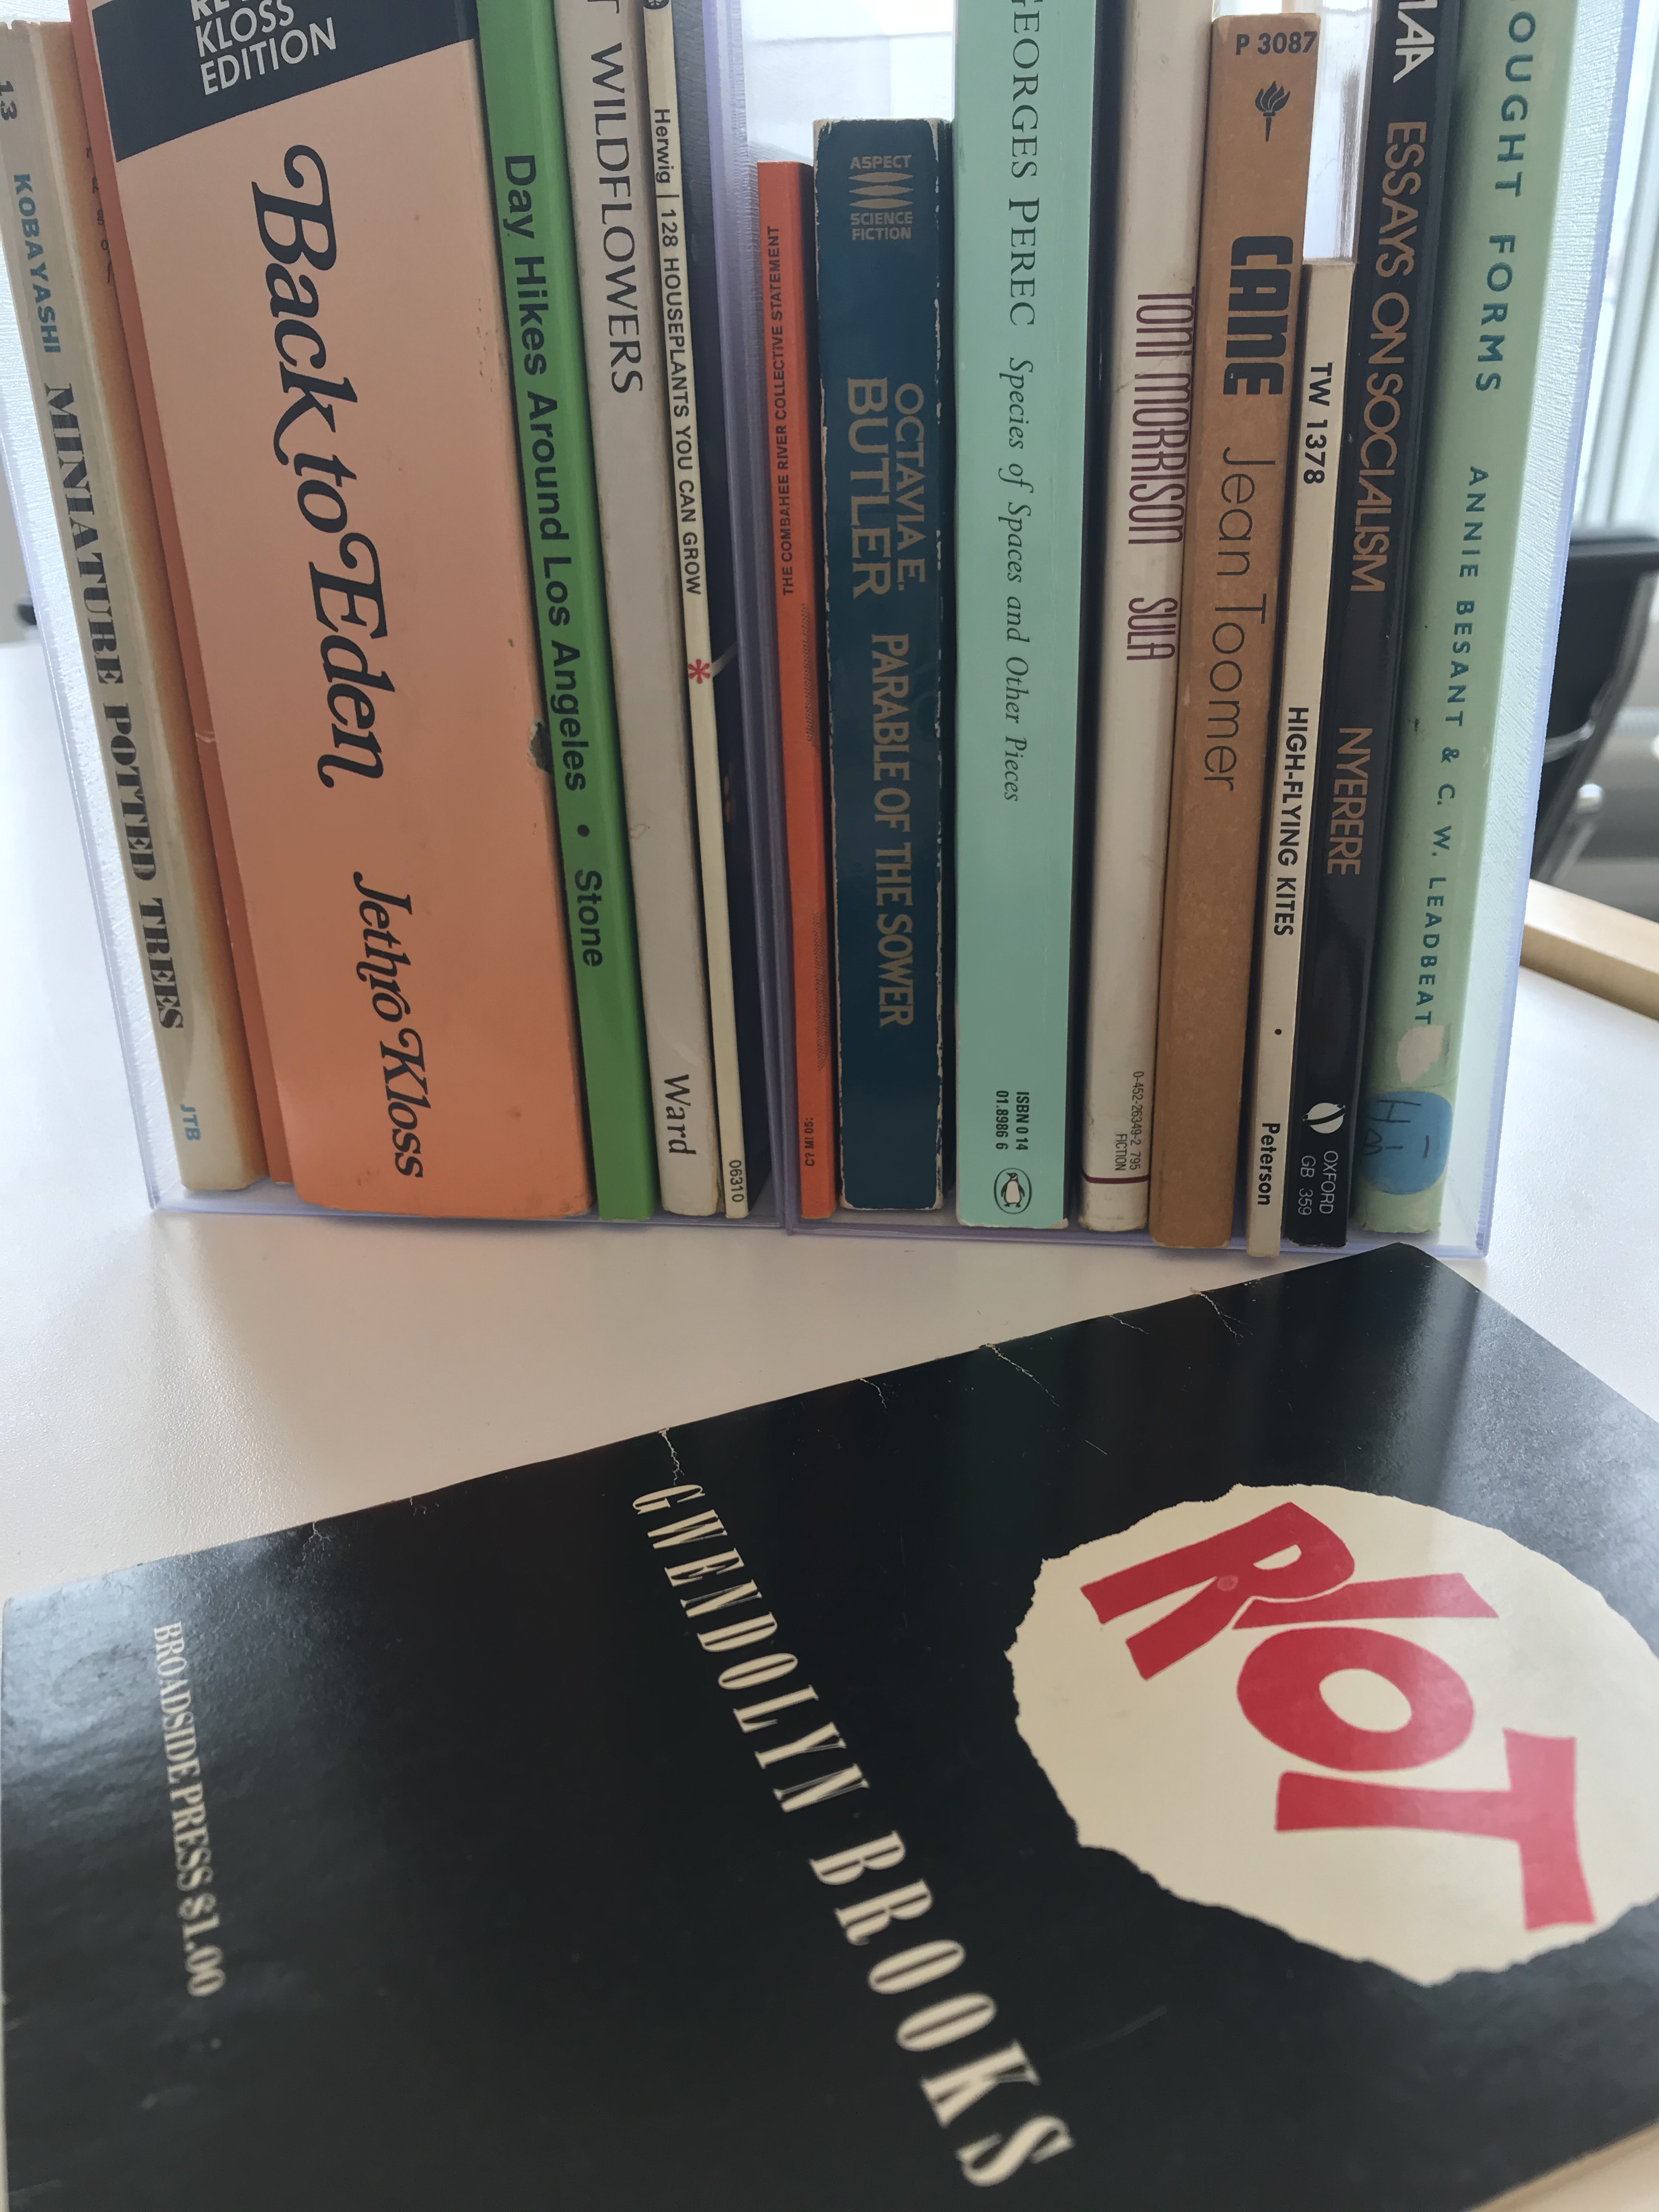 13 KOBAYASHI MINIATURE POTTED TREES JTB
KLOSS
EDITION
Back to Eden Jethro Kloss
Day Hikes Around Los Angeles • Stone
WILDFLOWERS Ward
Herwig | 128 HOUSEPLANTS YOU CAN GROW * 06310
THE COMBAHEE RIVER COLLECTIVE STATEMENT
ASPECT
SCIENCE
FICTION
OCTAVIA E.
BUTLER PARABLE OF THE SOWER
EORGES PEREC Species of Spaces and Other Pieces
ISBN 0 14
01.8986 6
TONI MORRISON SULA
0-452-26349-2 795
FICTION
P 3087
CANE Jean Toomer
TW 1378 HIGH-FLYING KITES • Peterson
ESSAYS ON SOCIALISM NYERERE
OXFORD
GB 359
OUGHT FORMS ANNIE BESANT & C. W. LEADBEAT
RIOT
GWENDOLYN BROOKS
BROADSIDE PRESS $1.00